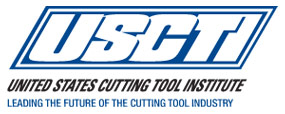 USCTI
UNITED STATES CUTTING TOOL INSTITUTE
LEADING THE FUTURE OF THE CUTTING TOOL INDUSTRY